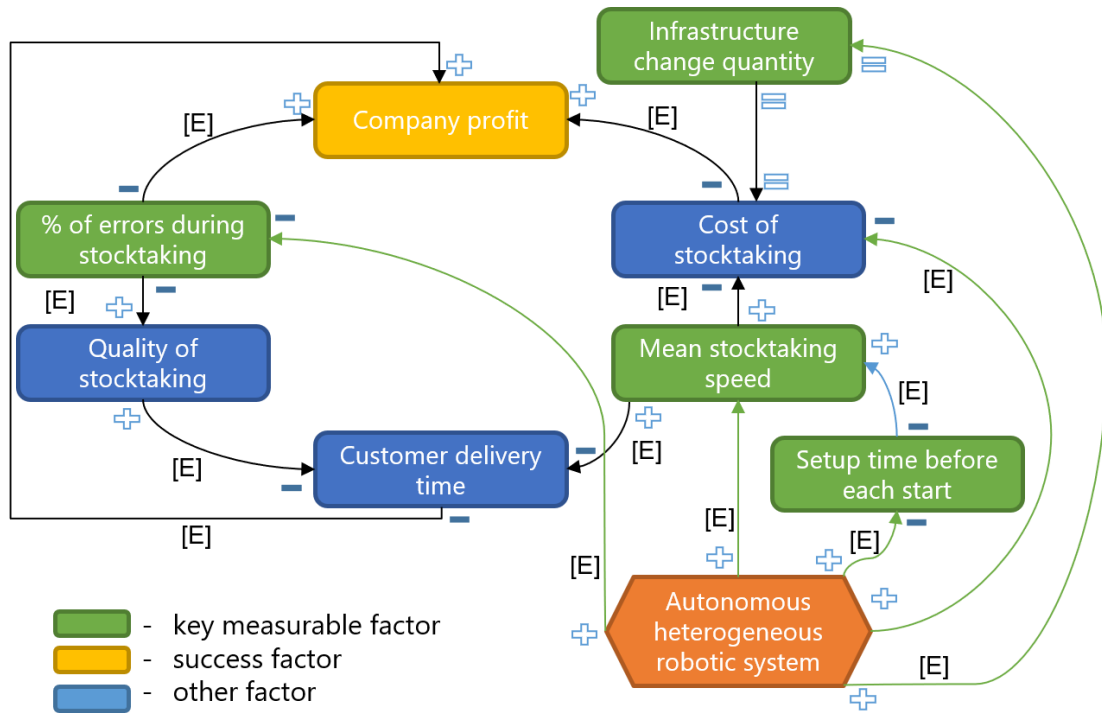 Infrastructure
change quantity
Company profit
[E]
[E]
% of errors during
stocktaking
Cost of
stocktaking
[E]
[E]
[E]
Quality of
stocktaking
Mean stocktaking
speed
[E]
[E]
[E]
Customer delivery
time
Setup time before
each start
[E]
[E]
[E]
[E]
Autonomous
heterogeneous
robotic system
[E]
- key measurable factor
- success factor
- other factor